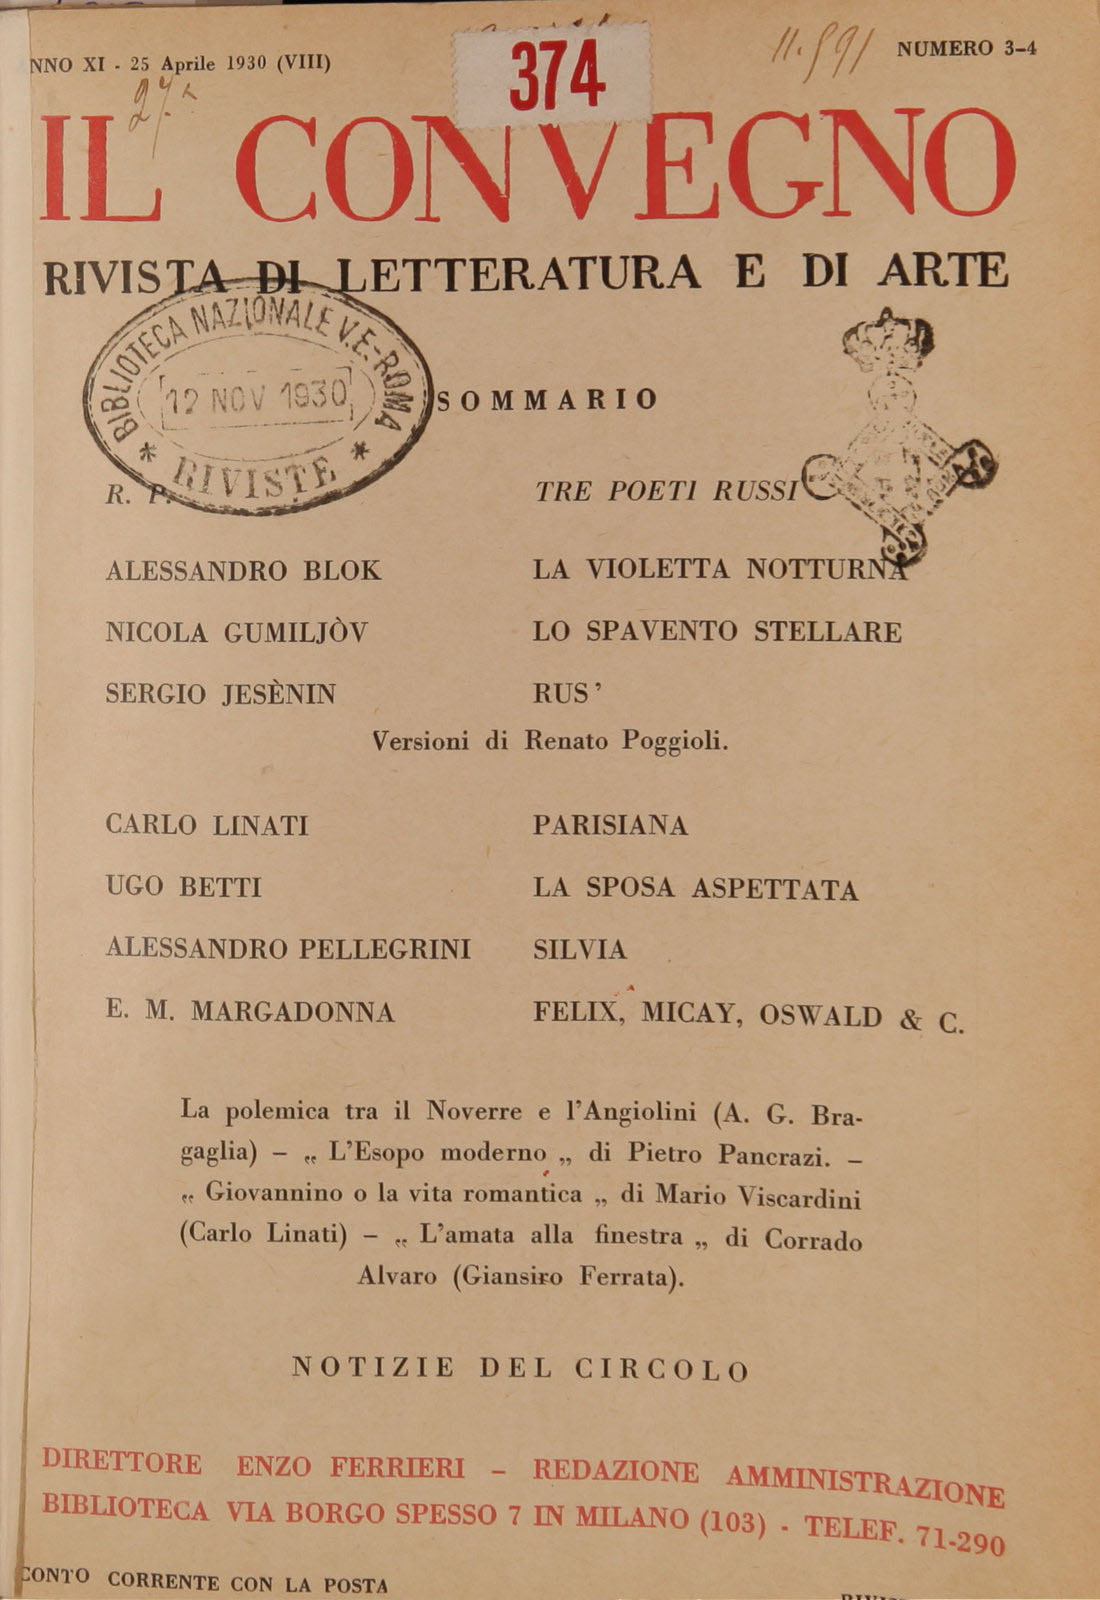 NNO XI - 25 Aprile 1930 (VIII)
374
11.591
NUMERO 3-4
IL CONVEGNO
RIVISTA DI LETTERATURA E DI ARTE
BIBLIOTECA NAZIONALE V.E-ROMA
12 NOV 1930
* RIVISTE *
SOMMARIO
R. P. TRE POETI RUSSI
ALESSANDRO BLOK LA VIOLETTA NOTTURNA
NICOLA GUMILJÒV LO SPAVENTO STELLARE
SERGIO JESÈNIN RUS'
Versioni di Renato Poggioli.
CARLO LINATI PARISIANA
UGO BETTI LA SPOSA ASPETTATA
ALESSANDRO PELLEGRINI SILVIA
E. M. MARGADONNA FELIX, MICAY, OSWALD & C.
La polemica tra il Noverre e l'Angiolini (A. G. Bra-
gaglia) – „ L'Esopo moderno „ di Pietro Pancrazi. –
„ Giovannino o la vita romantica „ di Mario Viscardini
(Carlo Linati) – „ L'amata alla finestra „ di Corrado
Alvaro (Giansiro Ferrata).
NOTIZIE DEL CIRCOLO
DIRETTORE ENZO FERRIERI – REDAZIONE AMMINISTRAZIONE
BIBLIOTECA VIA BORGO SPESSO 7 IN MILANO (103) - TELEF. 71-290
CONTO CORRENTE CON LA POSTA